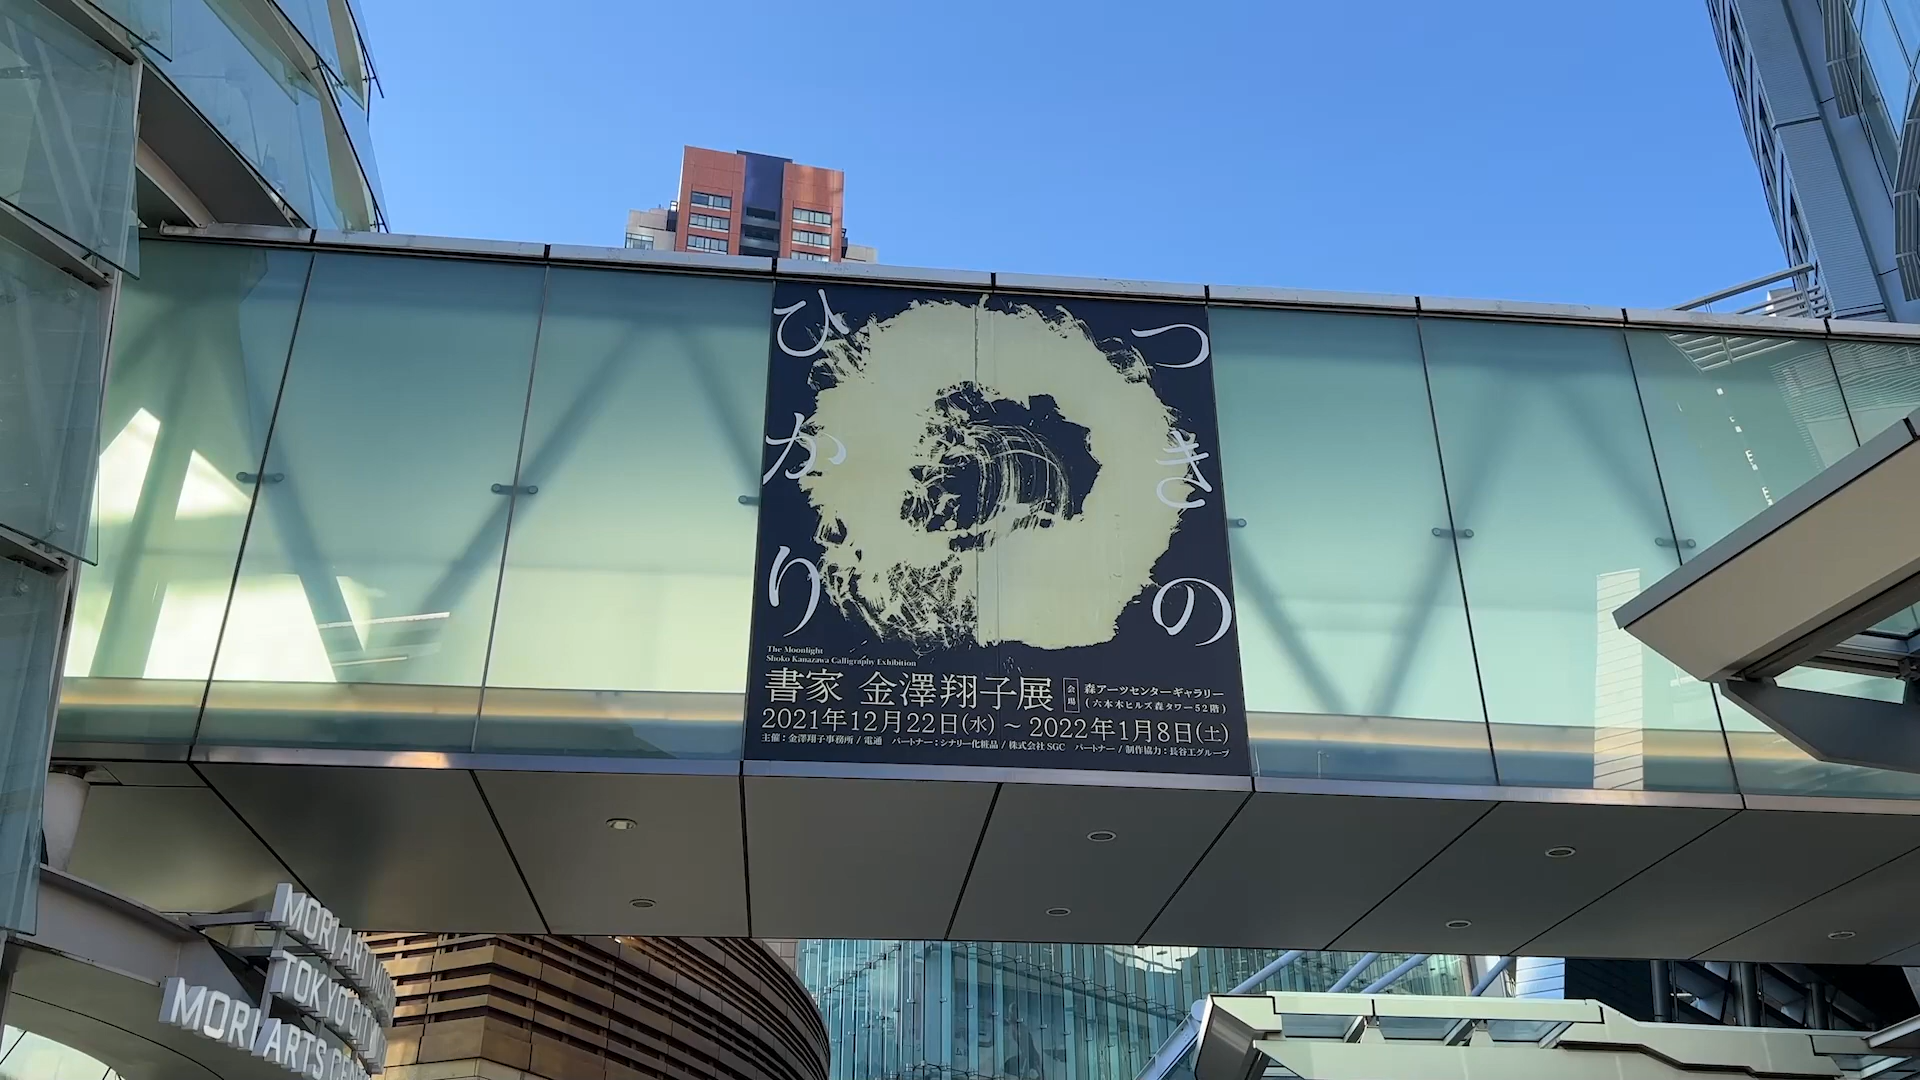 つきの
ひかり
The Moonlight
Shoko Kanazawa Calligraphy Exhibition
書家 金澤翔子展
会場
森アーツセンターギャラリー
(六本木ヒルズ森タワー52階)
2021年12月22日(水) ~ 2022年1月8日(土)
主催:金澤翔子事務所 / 電通 パートナー:シナリー化粧品 / 株式会社SGC パートナー / 制作協力:長谷工グループ
MORI ART
TOKYO CITY
MORI ARTS